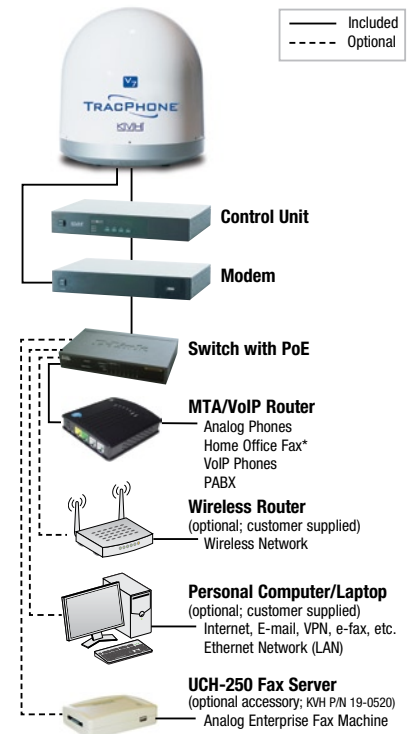 Included
Optional
V7
TRACPHONE
KVH
Control Unit
Modem
Switch with PoE
MTA/VoIP Router
Analog Phones
Home Office Fax*
VoIP Phones
PABX
Wireless Router
(optional; customer supplied)
Wireless Network
Personal Computer/Laptop
(optional; customer supplied)
Internet, E-mail, VPN, e-fax, etc.
Ethernet Network (LAN)
UCH-250 Fax Server
(optional accessory; KVH P/N 19-0520)
Analog Enterprise Fax Machine